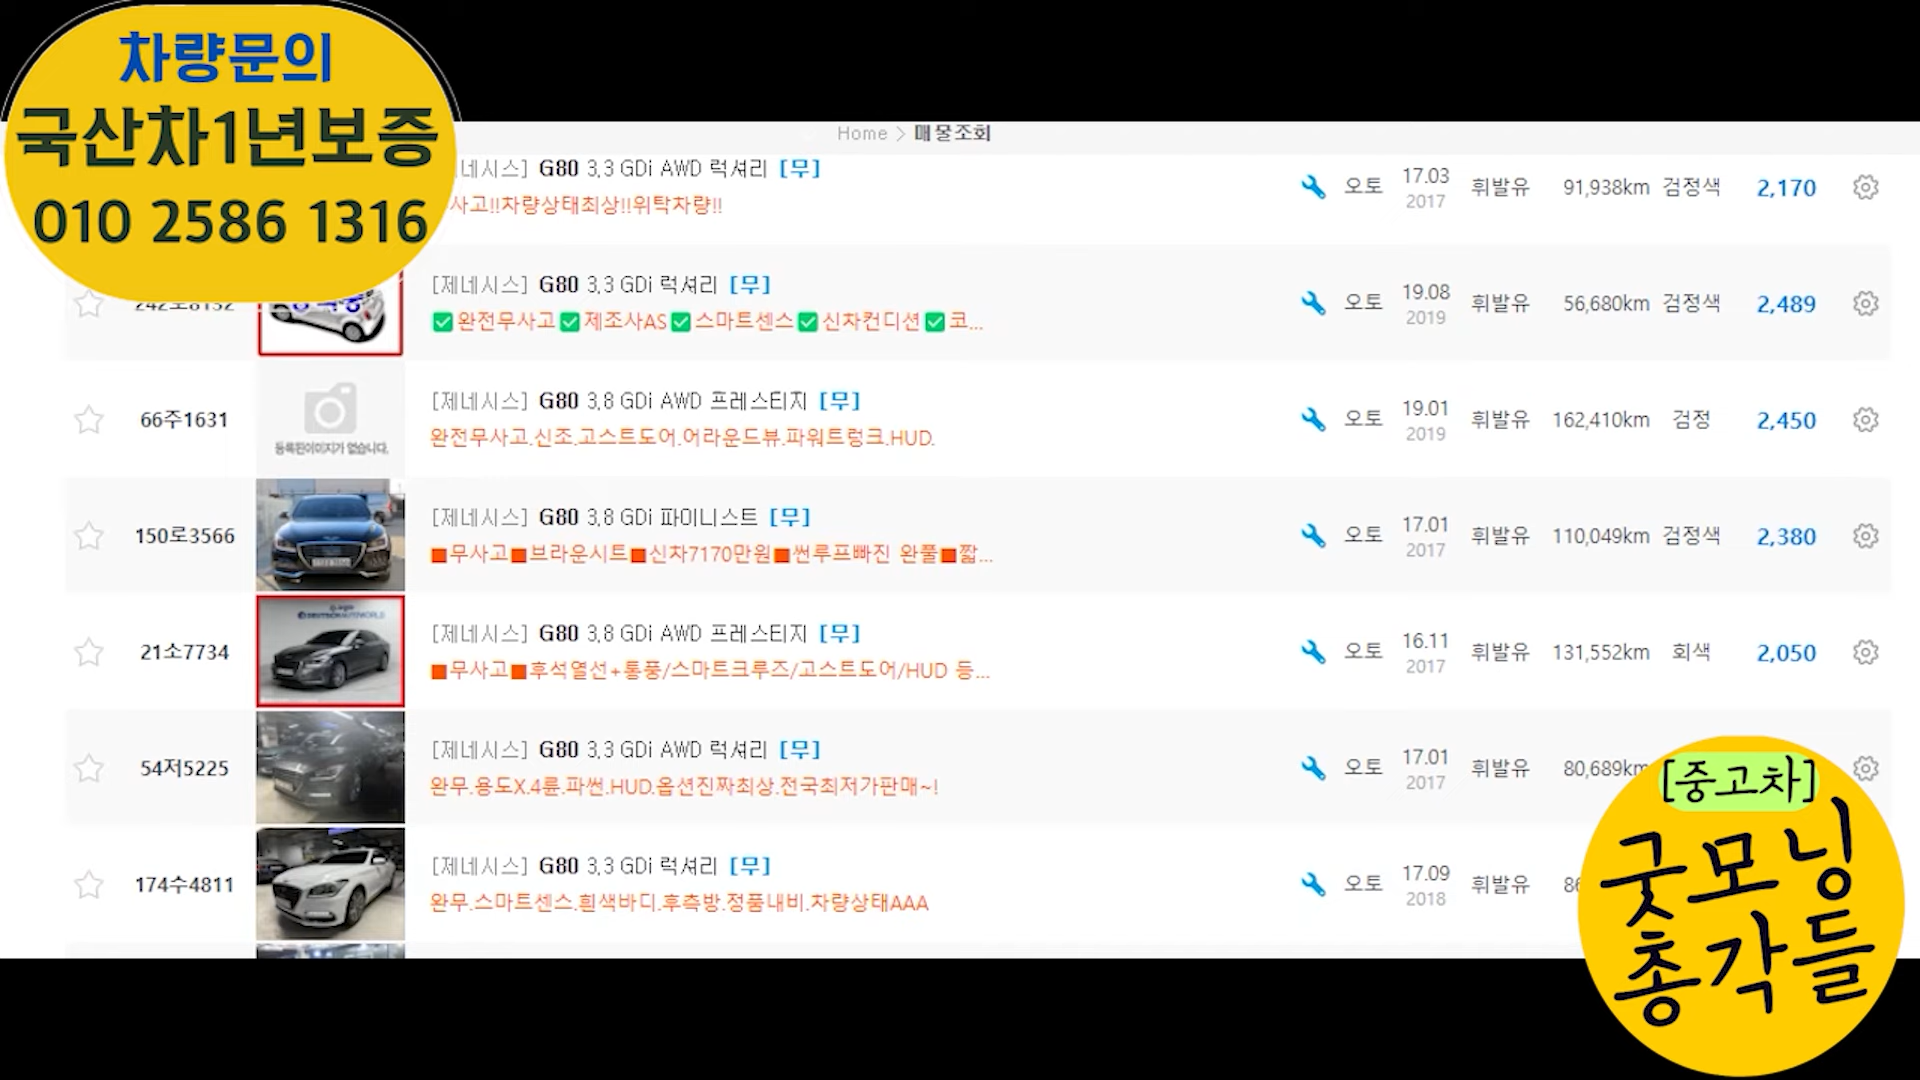 차량문의
국산차1년보증
010 2586 1316
Home > 매물조회
네시스] G80 3,3 GDi AWD 럭셔리 [무]
사고!!차량상태최상!!위탁차량!!
오토 17.03 2017 휘발유 91,938km 검정색 2,170
[제네시스] G80 3,3 GDi 럭셔리 [무]
✅완전무사고✅제조사AS✅스마트센스✅신차컨디션✅코...
오토 19.08 2019 휘발유 56,680km 검정색 2,489
66주1631
등록된이미지가 없습니다.
[제네시스] G80 3,8 GDi AWD 프레스티지 [무]
완전무사고.신조.고스트도어.어라운드뷰.파워트렁크.HUD.
오토 19.01 2019 휘발유 162,410km 검정 2,450
150로3566
[제네시스] G80 3,8 GDi 파이니스트 [무]
■무사고■브라운시트■신차7170만원■썬루프빠진 완풀■짧...
오토 17.01 2017 휘발유 110,049km 검정색 2,380
21소7734
[제네시스] G80 3,8 GDi AWD 프레스티지 [무]
■무사고■후석열선+통풍/스마트크루즈/고스트도어/HUD 등...
오토 16.11 2017 휘발유 131,552km 회색 2,050
54저5225
[제네시스] G80 3,3 GDi AWD 럭셔리 [무]
완무.용도X.4륜.파썬.HUD.옵션진짜최상.전국최저가판매~!
오토 17.01 2017 휘발유 80,689km
174수4811
[제네시스] G80 3,3 GDi 럭셔리 [무]
완무.스마트센스.흰색바디.후측방.정품내비.차량상태AAA
오토 17.09 2018 휘발유
[중고차]
굿모닝
총각들